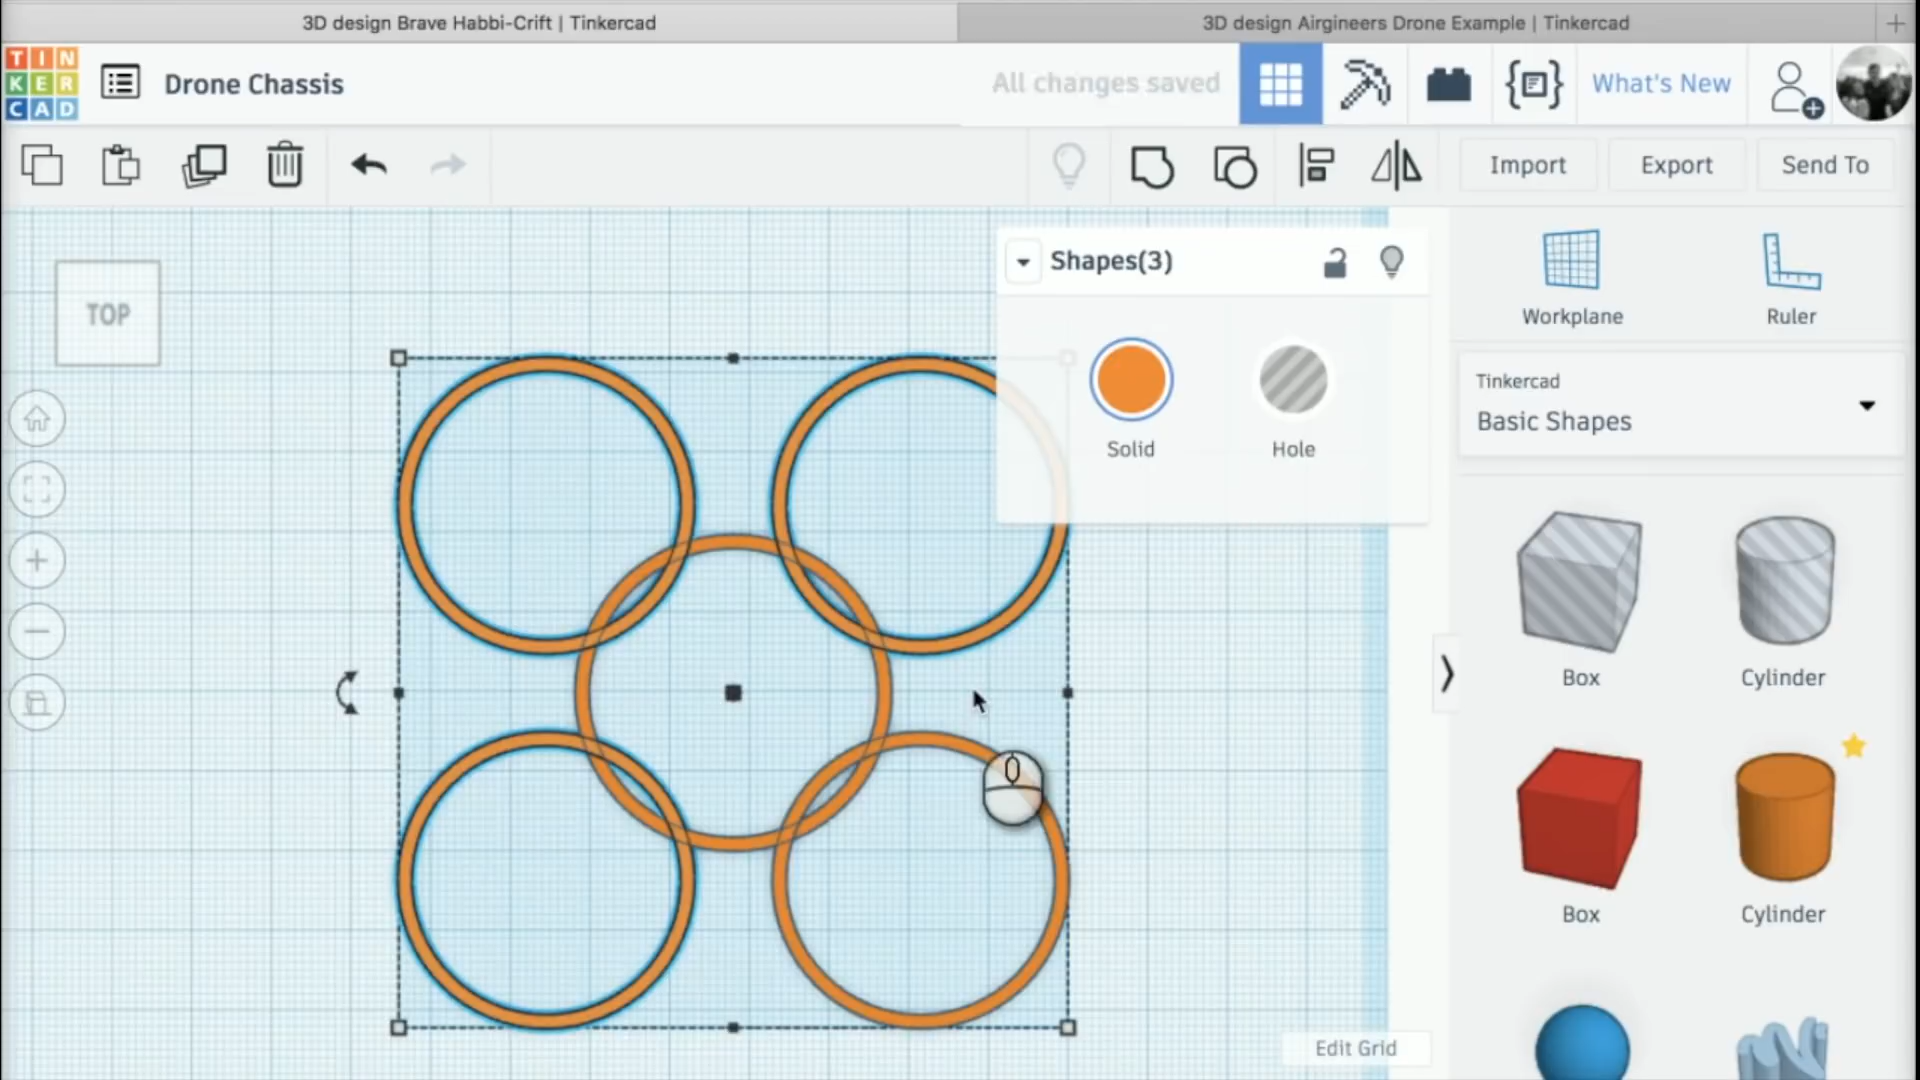 3D design Brave Habbi-Crift | Tinkercad
3D design Airgineers Drone Example | Tinkercad
TIN
KER
CAD
Drone Chassis
All changes saved
What's New
Import
Export
Send To
TOP
Shapes(3)
Solid
Hole
Workplane
Ruler
Tinkercad
Basic Shapes
Box
Cylinder
Box
Cylinder
Edit Grid